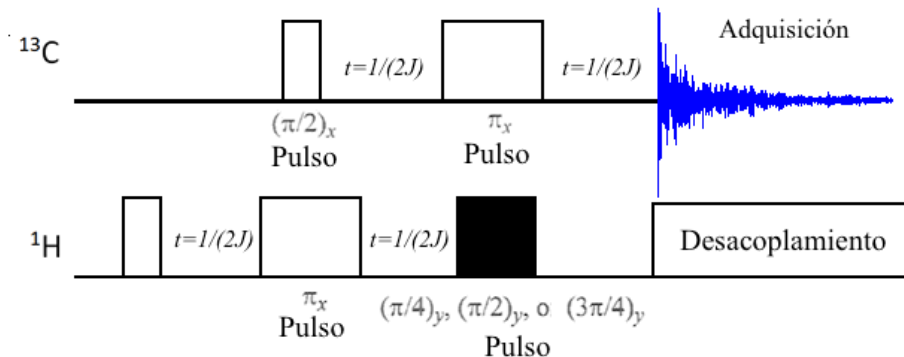 Adquisición
¹³C
t=1/(2J)
t=1/(2J)
(π/2)ₓ
Pulso
πₓ
Pulso
¹H
t=1/(2J)
t=1/(2J)
Desacoplamiento
πₓ
Pulso
(π/4)y, (π/2)y, o (3π/4)y
Pulso